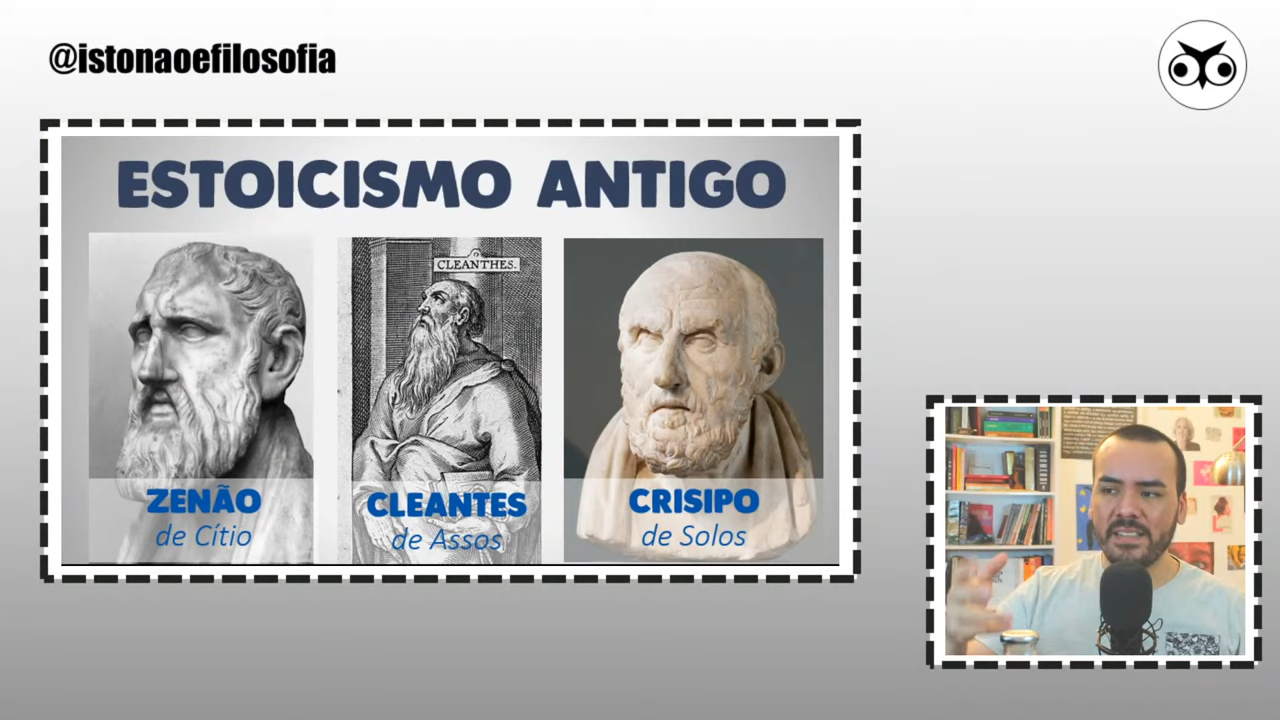 @istonaoefilosofia
ESTOICISMO ANTIGO
CLEANTHES.
ZENÃO
de Cítio
CLEANTES
de Assos
CRISIPO
de Solos